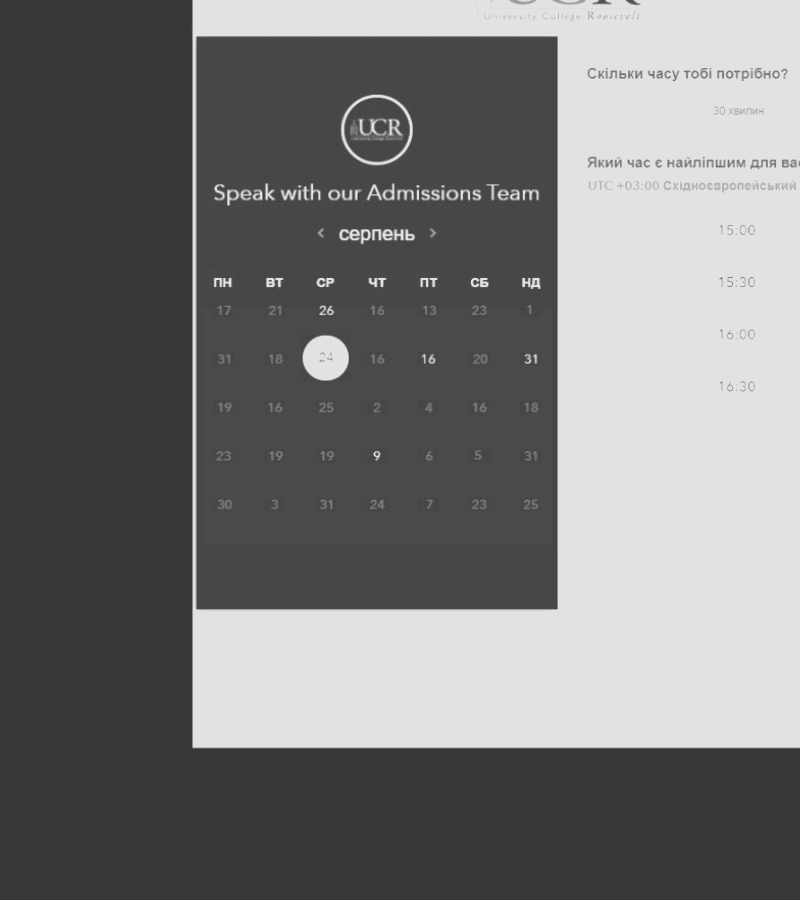 University College Roosevelt
UCR
Speak with our Admissions Team
‹ серпень ›
ПН ВТ СР ЧТ ПТ СБ НД
17 21 26 16 13 23 1
31 18 24 16 16 20 31
19 16 25 2 4 16 18
23 19 19 9 6 5 31
30 3 31 24 7 23 25
Скільки часу тобі потрібно?
30 хвилин
Який час є найліпшим для вас
UTC +03:00 Східноєвропейський
15:00
15:30
16:00
16:30